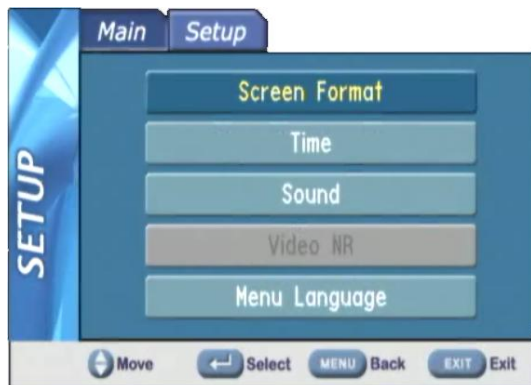 Main Setup
SETUP
Screen Format
Time
Sound
Video NR
Menu Language
Move Select MENU Back EXIT Exit